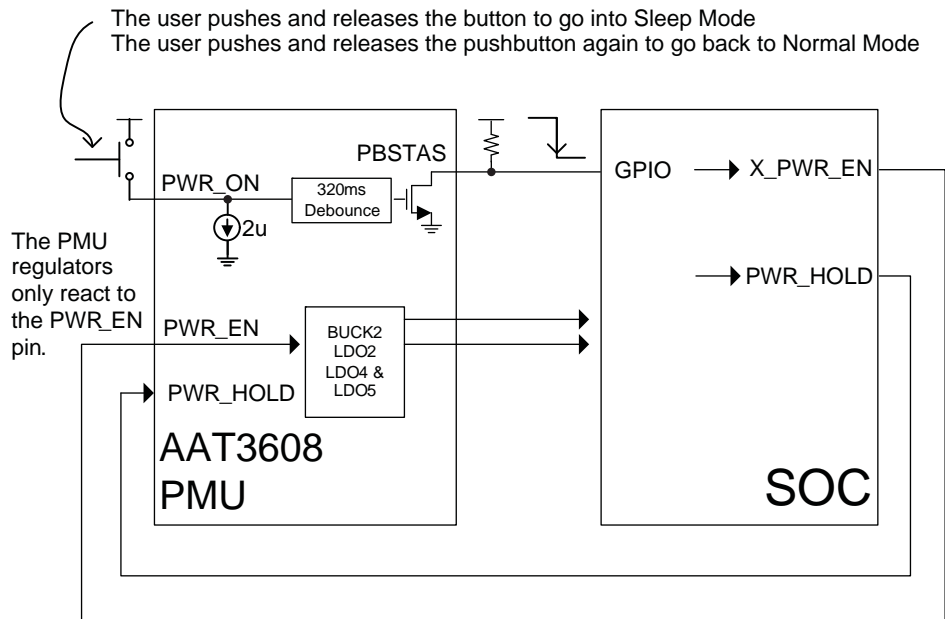 The user pushes and releases the button to go into Sleep Mode
The user pushes and releases the pushbutton again to go back to Normal Mode
PBSTAS
GPIO
X_PWR_EN
PWR_ON
320ms
Debounce
2u
The PMU
regulators
only react to
the PWR_EN
pin.
PWR_HOLD
PWR_EN
BUCK2
LDO2
LDO4 &
LDO5
PWR_HOLD
AAT3608
PMU
SOC